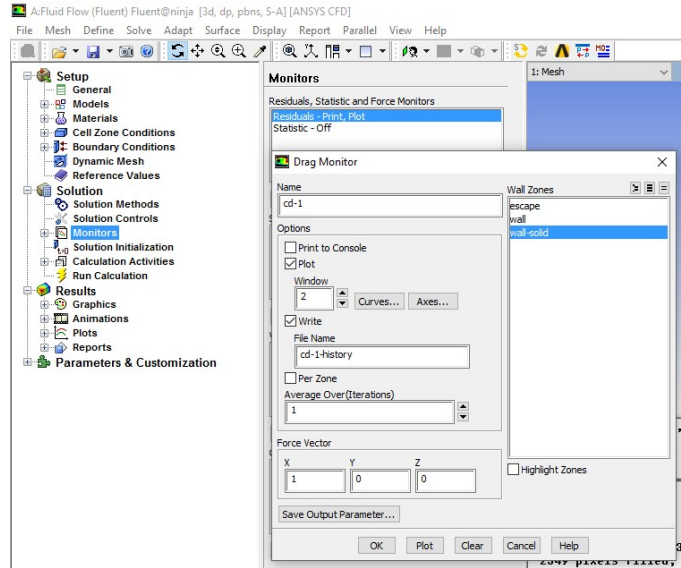 A:Fluid Flow (Fluent) Fluent@ninja [3d, dp, pbns, S-A] [ANSYS CFD]
File Mesh Define Solve Adapt Surface Display Report Parallel View Help
Setup
General
Models
Materials
Cell Zone Conditions
Boundary Conditions
Dynamic Mesh
Reference Values
Solution
Solution Methods
Solution Controls
Monitors
Solution Initialization
Calculation Activities
Run Calculation
Results
Graphics
Animations
Plots
Reports
Parameters & Customization
Monitors
Residuals, Statistic and Force Monitors
Residuals - Print, Plot
Statistic - Off
1: Mesh
Drag Monitor
Name
cd-1
Options
Print to Console
Plot
Window
2
Curves... Axes...
Write
File Name
cd-1-history
Per Zone
Average Over(Iterations)
1
Force Vector
X Y Z
1 0 0
Save Output Parameter...
Wall Zones
escape
wall
wall-solid
Highlight Zones
OK Plot Clear Cancel Help
pixels filled,